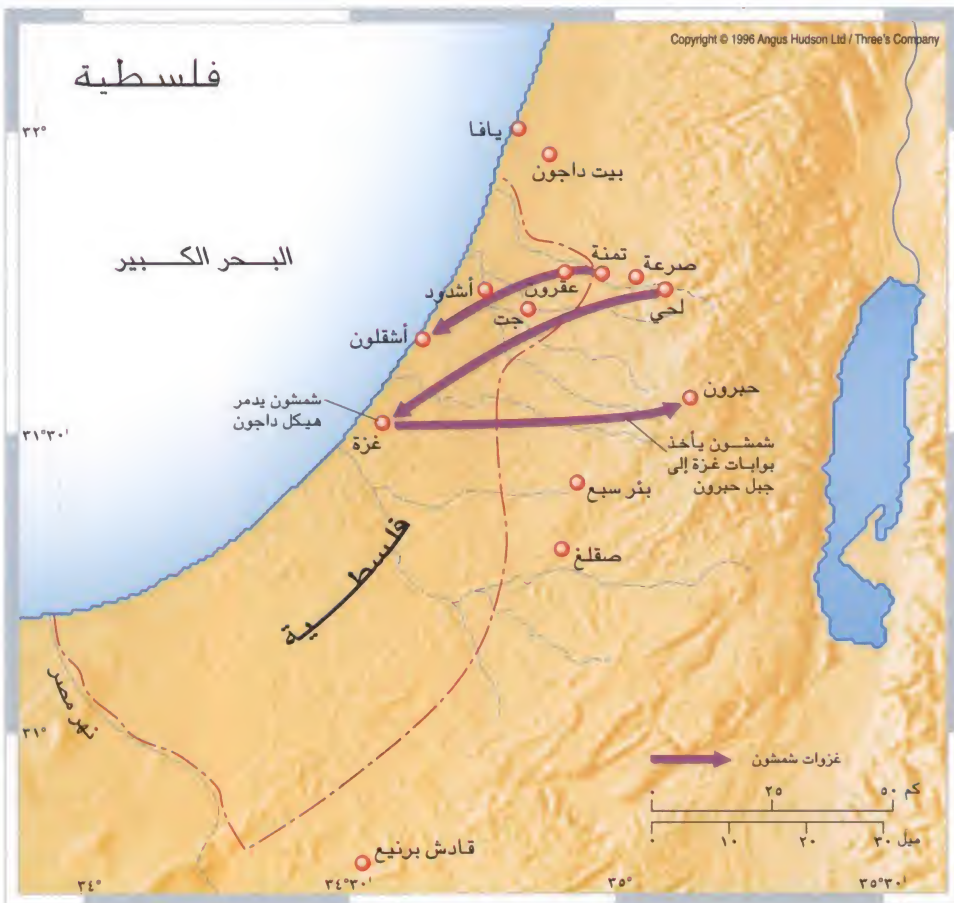 Copyright © 1996 Angus Hudson Ltd / Three's Company
فلسطية
٣٢°
يافا
بيت داجون
البحر الكبير
تمنة
صرعة
عقرون
أشدود
لحي
جت
أشقلون
حبرون
شمشون يدمر
هيكل داجون
٣١°٣٠'
غزة
شمشون يأخذ
بوابات غزة إلى
جبل حبرون
بئر سبع
صقلغ
فلسطية
نهر مصر
٣١°
غزوات شمشون
٠ ٢٥ ٥٠ كم
٠ ١٠ ٢٠ ٣٠ ميل
قادش برنيع
٣٤° ٣٤°٣٠' ٣٥° ٣٥°٣٠'